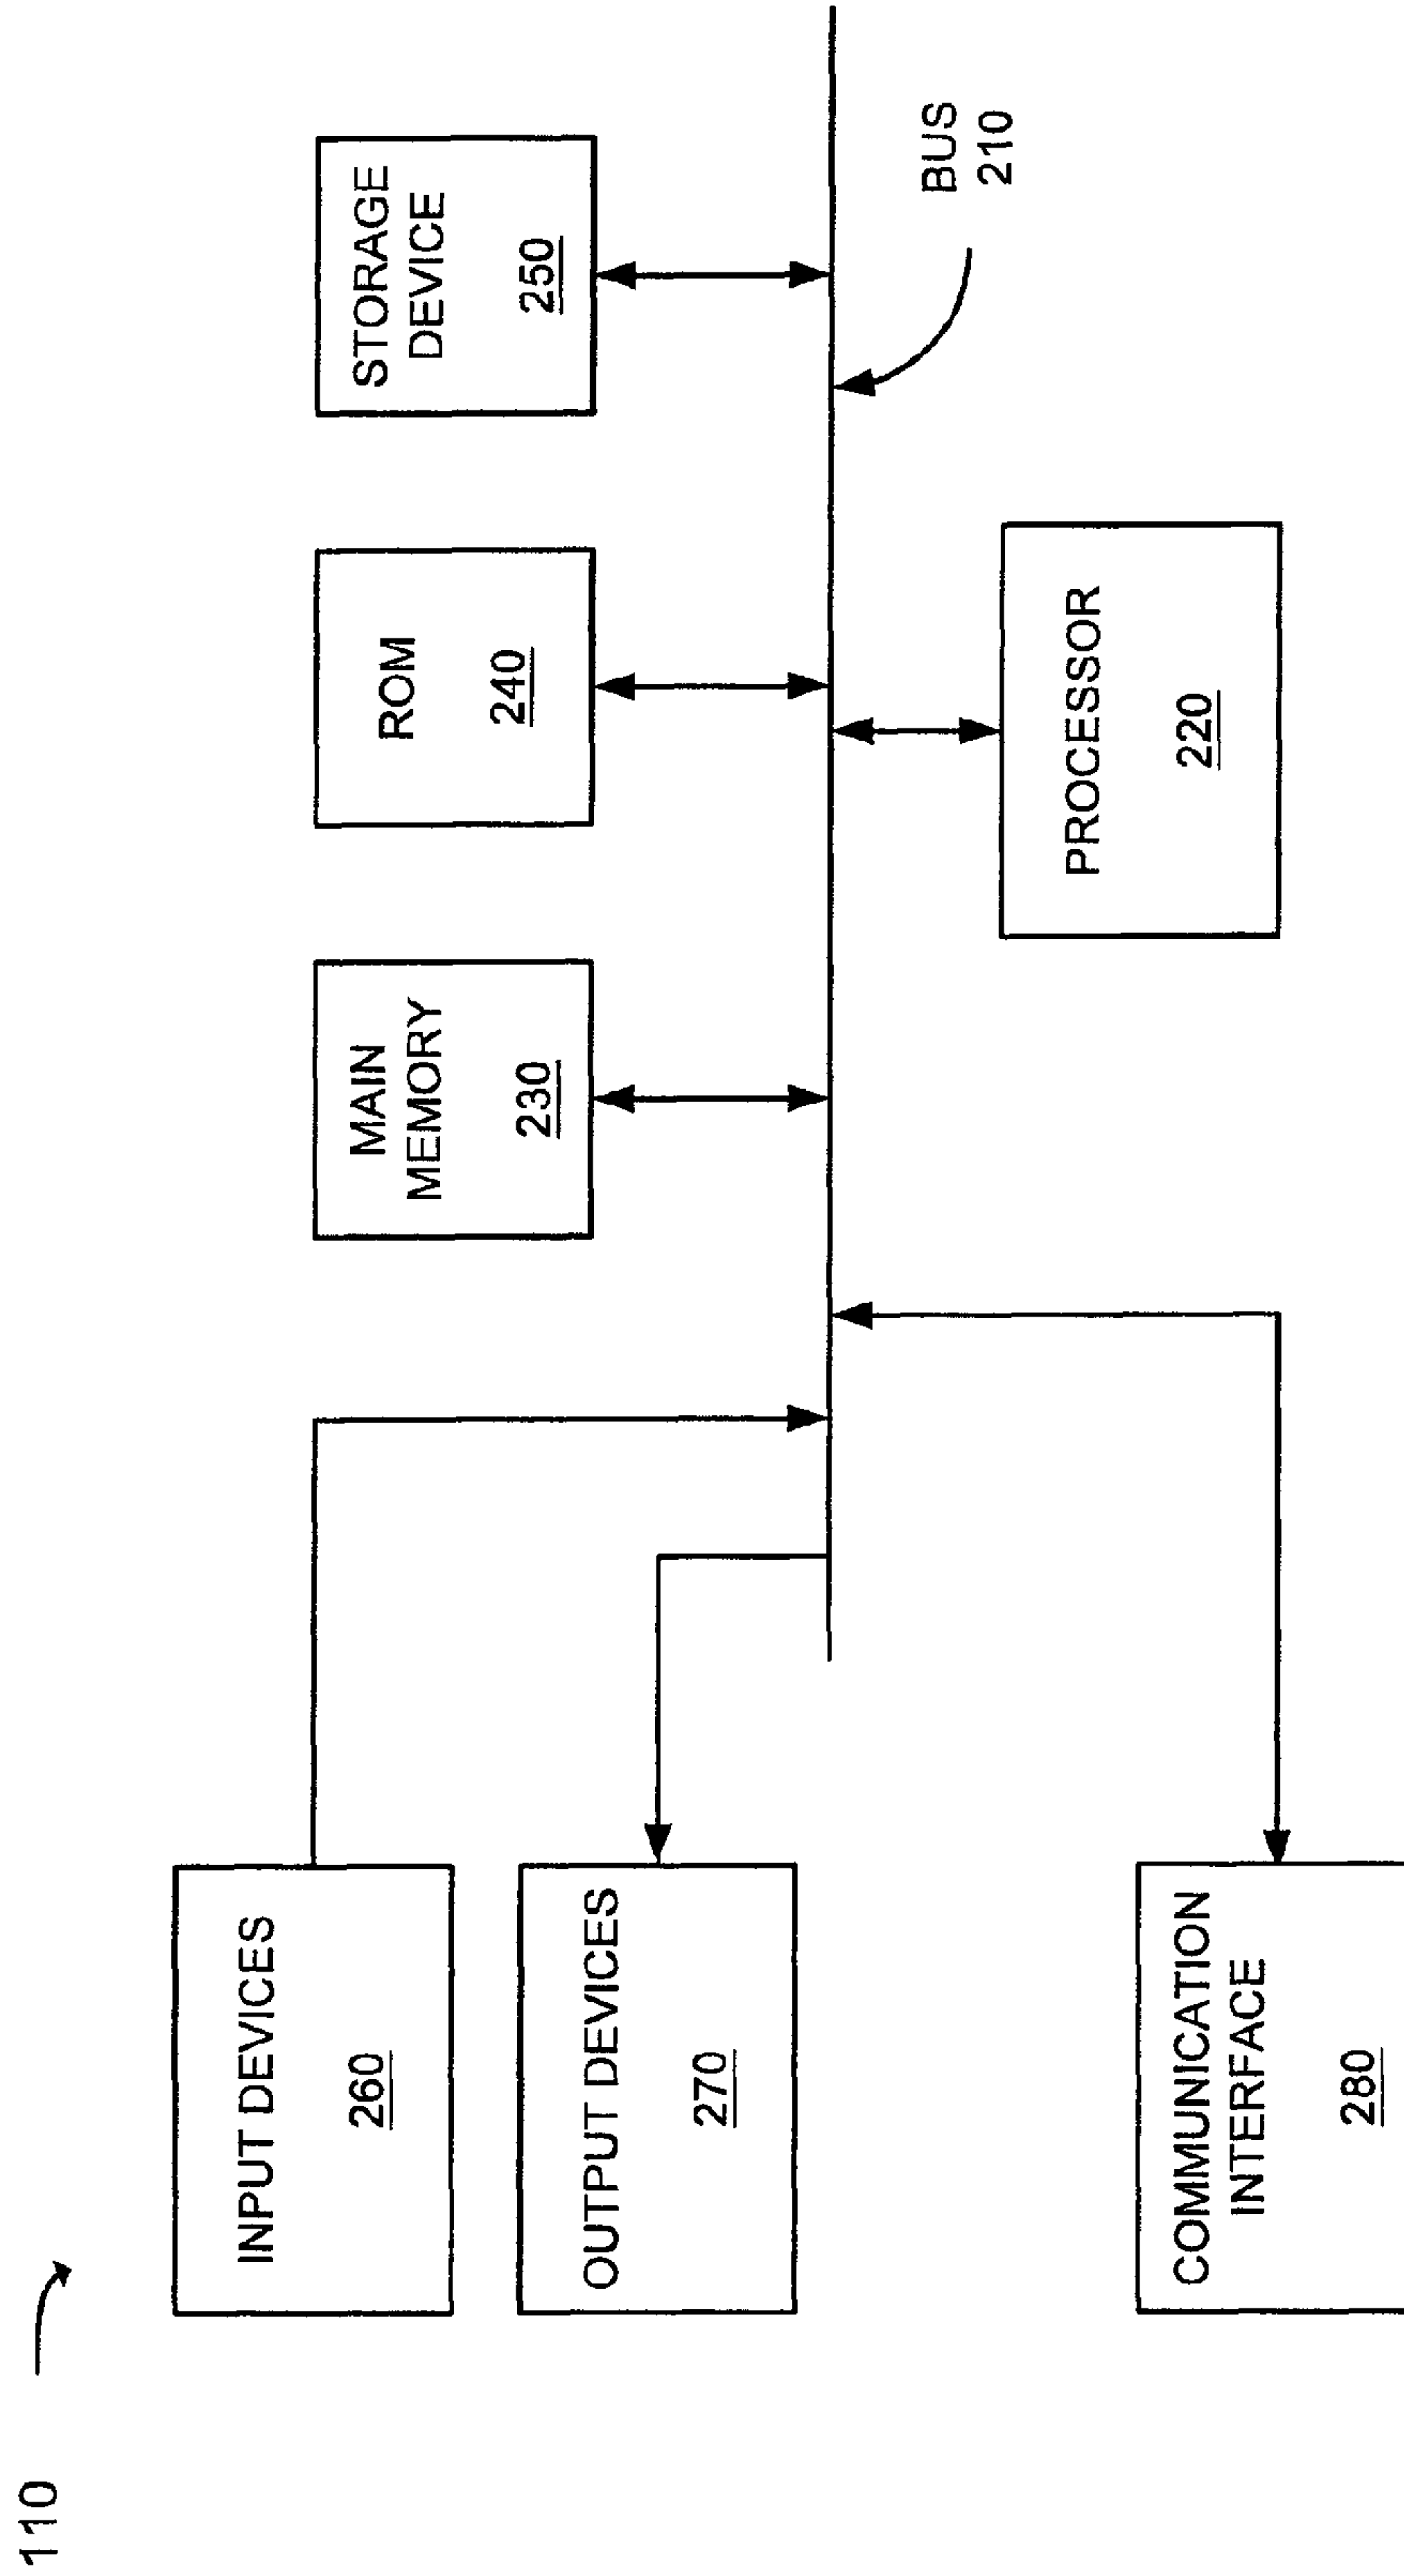 110
INPUT DEVICES
260
OUTPUT DEVICES
270
COMMUNICATION
INTERFACE
280
MAIN
MEMORY
230
ROM
240
STORAGE
DEVICE
250
PROCESSOR
220
BUS
210